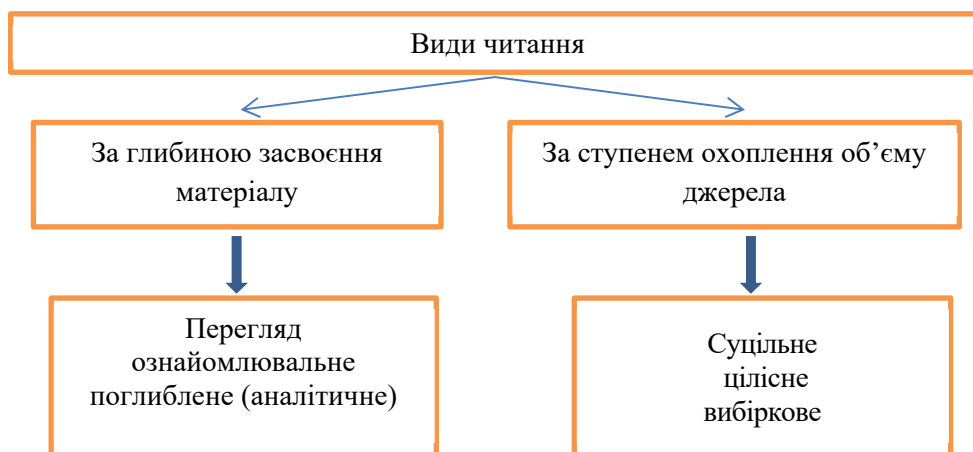 Види читання
За глибиною засвоєння
матеріалу
За ступенем охоплення об’єму
джерела
Перегляд
ознайомлювальне
поглиблене (аналітичне)
Суцільне
цілісне
вибіркове